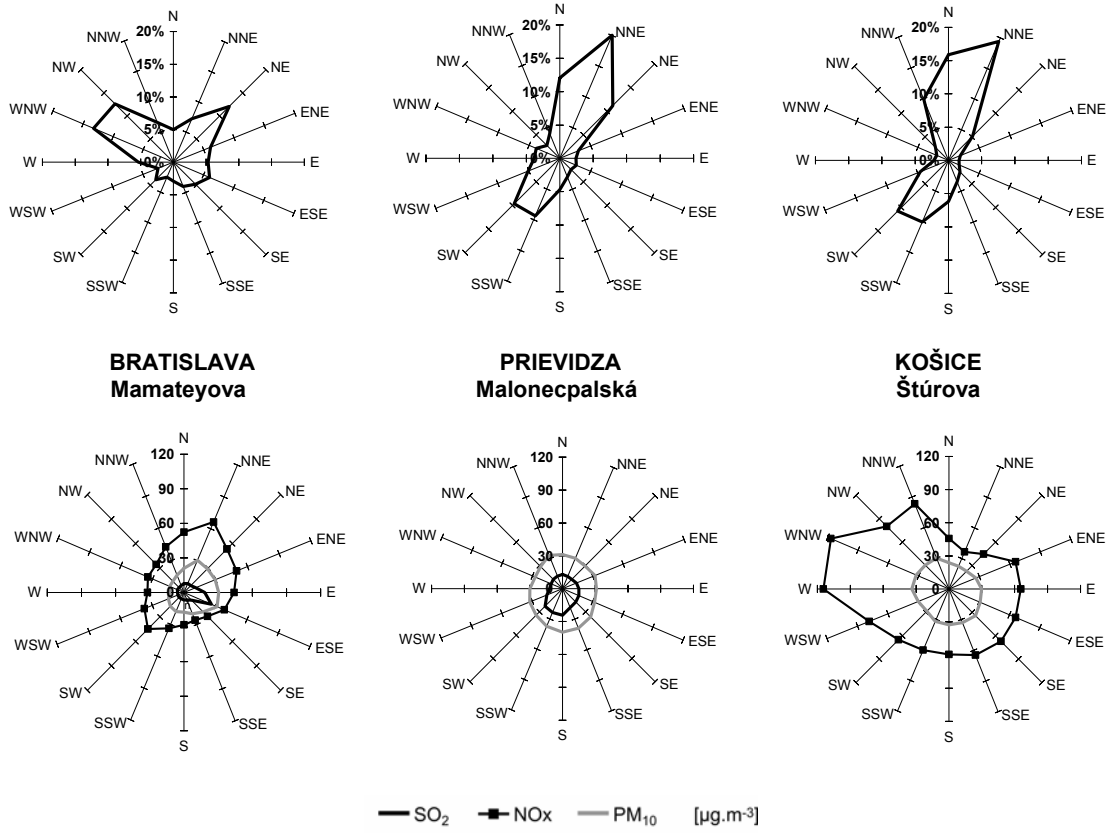 N
NNW
NNE
NW
NE
WNW
ENE
W
E
WSW
ESE
SW
SE
SSW
SSE
S
20%
15%
10%
5%
0%
N
NNW
NNE
NW
NE
WNW
ENE
W
E
WSW
ESE
SW
SE
SSW
SSE
S
20%
15%
10%
5%
0%
N
NNW
NNE
NW
NE
WNW
ENE
W
E
WSW
ESE
SW
SE
SSW
SSE
S
20%
15%
10%
5%
0%
BRATISLAVA
Mamateyova
PRIEVIDZA
Malonecpalská
KOŠICE
Štúrova
N
NNW
NNE
NW
NE
WNW
ENE
W
E
WSW
ESE
SW
SE
SSW
SSE
S
120
90
60
30
0
N
NNW
NNE
NW
NE
WNW
ENE
W
E
WSW
ESE
SW
SE
SSW
SSE
S
120
90
60
30
0
N
NNW
NNE
NW
NE
WNW
ENE
W
E
WSW
ESE
SW
SE
SSW
SSE
S
120
90
60
30
0
SO₂ NOx PM₁₀ [µg.m⁻³]